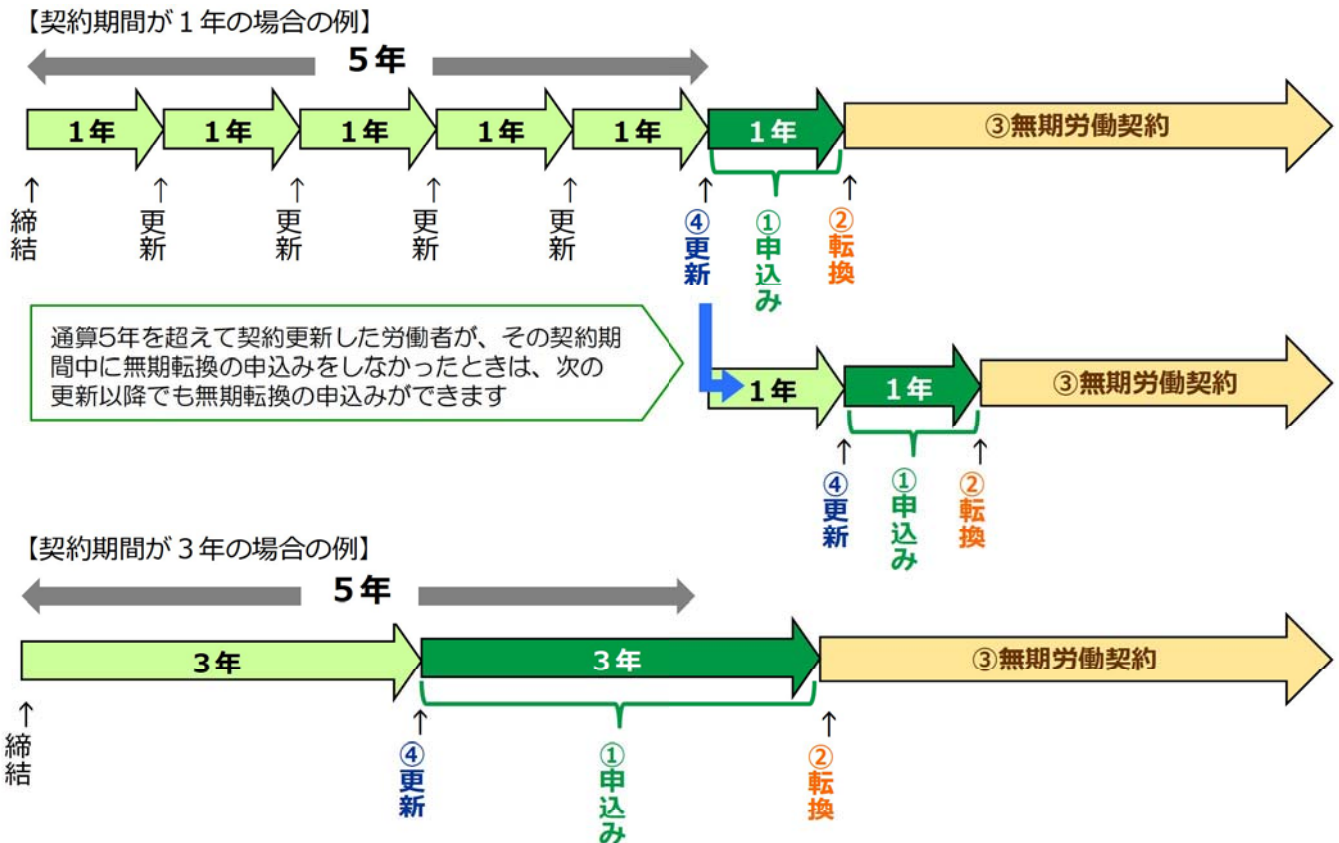 【契約期間が１年の場合の例】
5年
1年 1年 1年 1年 1年 1年 ③無期労働契約
↑ ↑ ↑ ↑ ↑ ↑ ↑
締結 更新 更新 更新 更新 ④更新 ①申込み ②転換
通算5年を超えて契約更新した労働者が、その契約期
間中に無期転換の申込みをしなかったときは、次の
更新以降でも無期転換の申込みができます
1年 1年 ③無期労働契約
↑ ↑
④更新 ①申込み ②転換
【契約期間が３年の場合の例】
5年
3年 3年 ③無期労働契約
↑ ↑ ↑
締結 ④更新 ①申込み ②転換